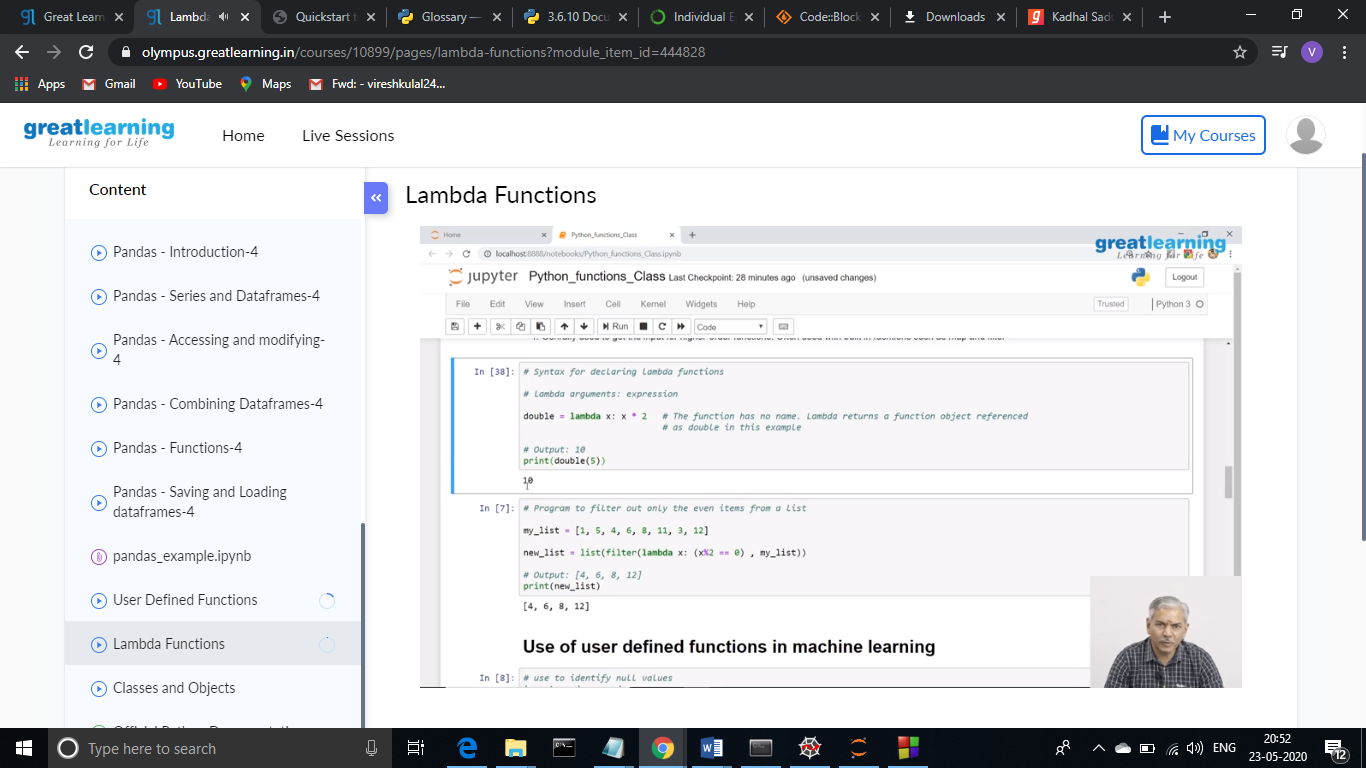 Great Learn
Lambda
Quickstart t
Glossary —
3.6.10 Docu
Individual E
Code::Block
Downloads
Kadhal Sad
olympus.greatlearning.in/courses/10899/pages/lambda-functions?module_item_id=444828
V
Apps
Gmail
YouTube
Maps
Fwd: - vireshkulal24...
greatlearning
Learning for Life
Home
Live Sessions
My Courses
Content
«
Lambda Functions
Pandas - Introduction-4
Pandas - Series and Dataframes-4
Pandas - Accessing and modifying-
4
Pandas - Combining Dataframes-4
Pandas - Functions-4
Pandas - Saving and Loading
dataframes-4
pandas_example.ipynb
User Defined Functions
Lambda Functions
Classes and Objects
Home
Python_functions_Class
localhost:8888/notebooks/Python_functions_Class.ipynb
greatlearning
Learning for Life
jupyter Python_functions_Class Last Checkpoint: 28 minutes ago (unsaved changes)
Logout
File Edit View Insert Cell Kernel Widgets Help
Trusted
Python 3
Run
Code
In [38]: # Syntax for declaring lambda functions
# lambda arguments: expression
double = lambda x: x * 2 # The function has no name. Lambda returns a function object referenced
# as double in this example
# Output: 10
print(double(5))
10
In [7]: # Program to filter out only the even items from a list
my_list = [1, 5, 4, 6, 8, 11, 3, 12]
new_list = list(filter(lambda x: (x%2 == 0) , my_list))
# Output: [4, 6, 8, 12]
print(new_list)
[4, 6, 8, 12]
Use of user defined functions in machine learning
In [8]: # use to identify null values
Type here to search
ENG
20:52
23-05-2020
12